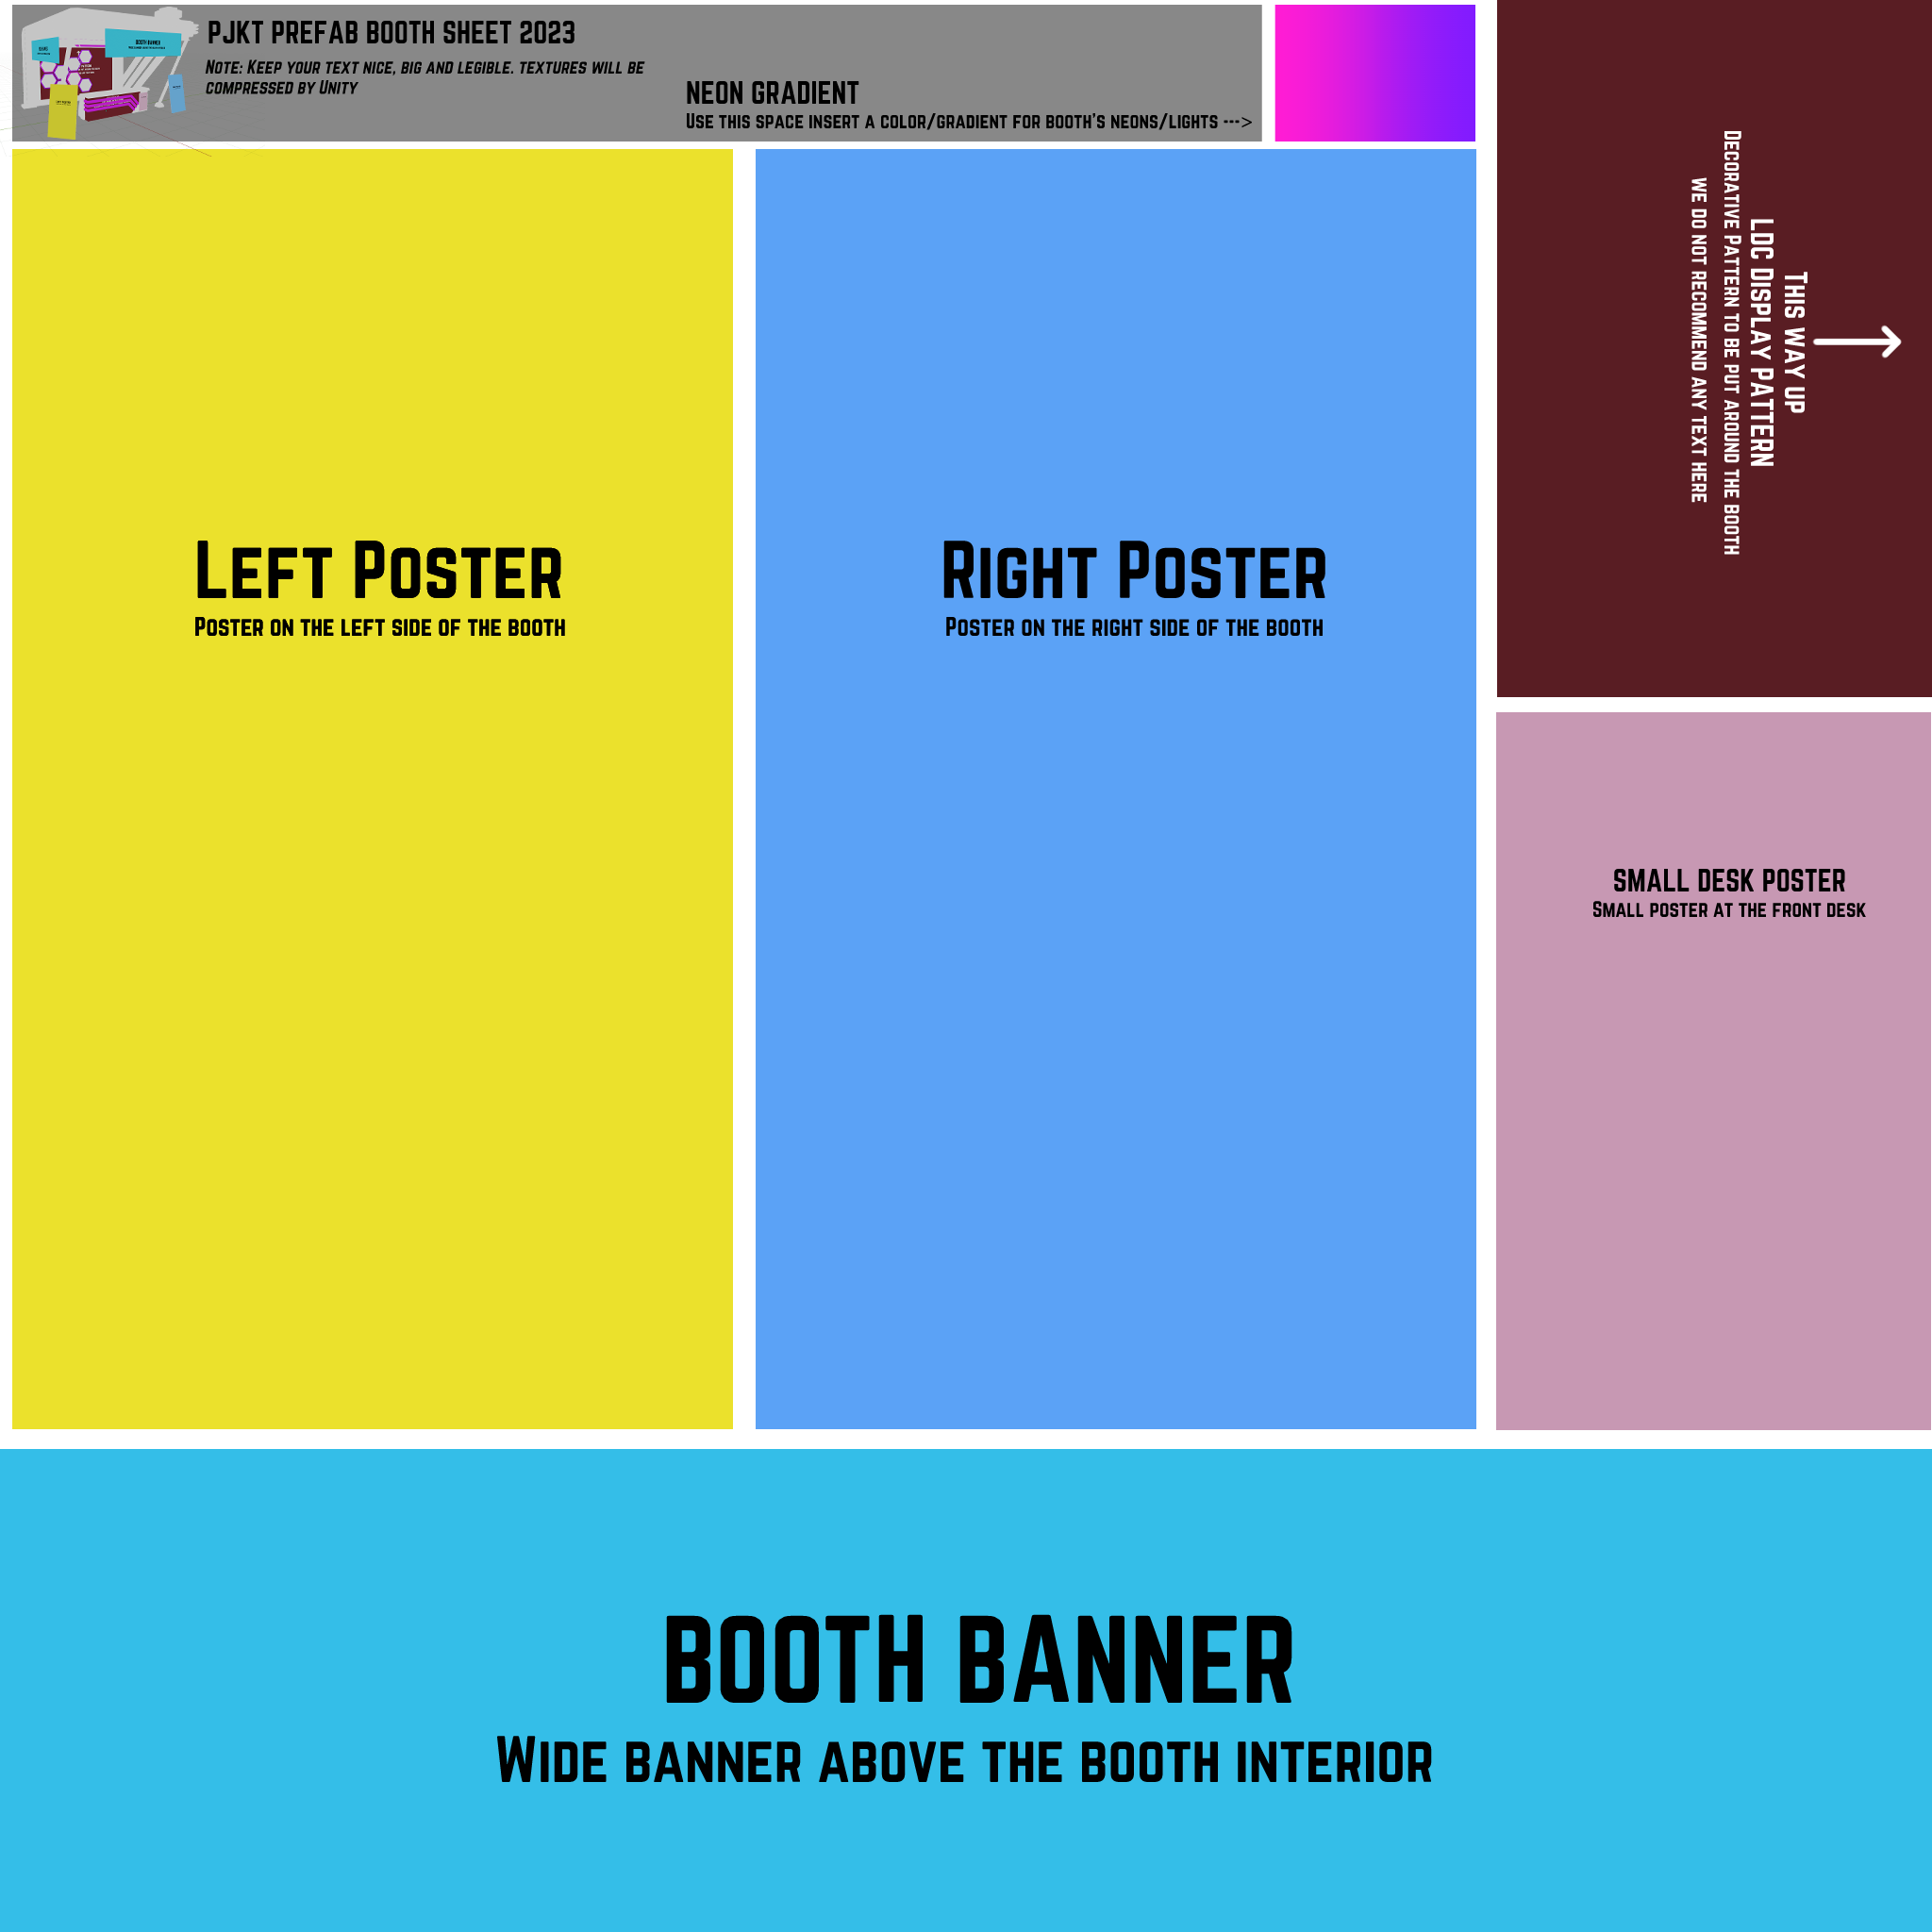 PJKT PREFAB BOOTH SHEET 2023
Note: Keep your text nice, big and legible. textures will be
compressed by Unity
NEON GRADIENT
Use this space insert a color/gradient for booth's neons/lights --->
This way up
LDC Display pattern
Decorative Pattern to be put around the booth
we do not recommend any text here
Left Poster
Poster on the left side of the booth
Right Poster
Poster on the right side of the booth
SMALL DESK POSTER
Small poster at the front desk
BOOTH BANNER
Wide banner above the booth interior